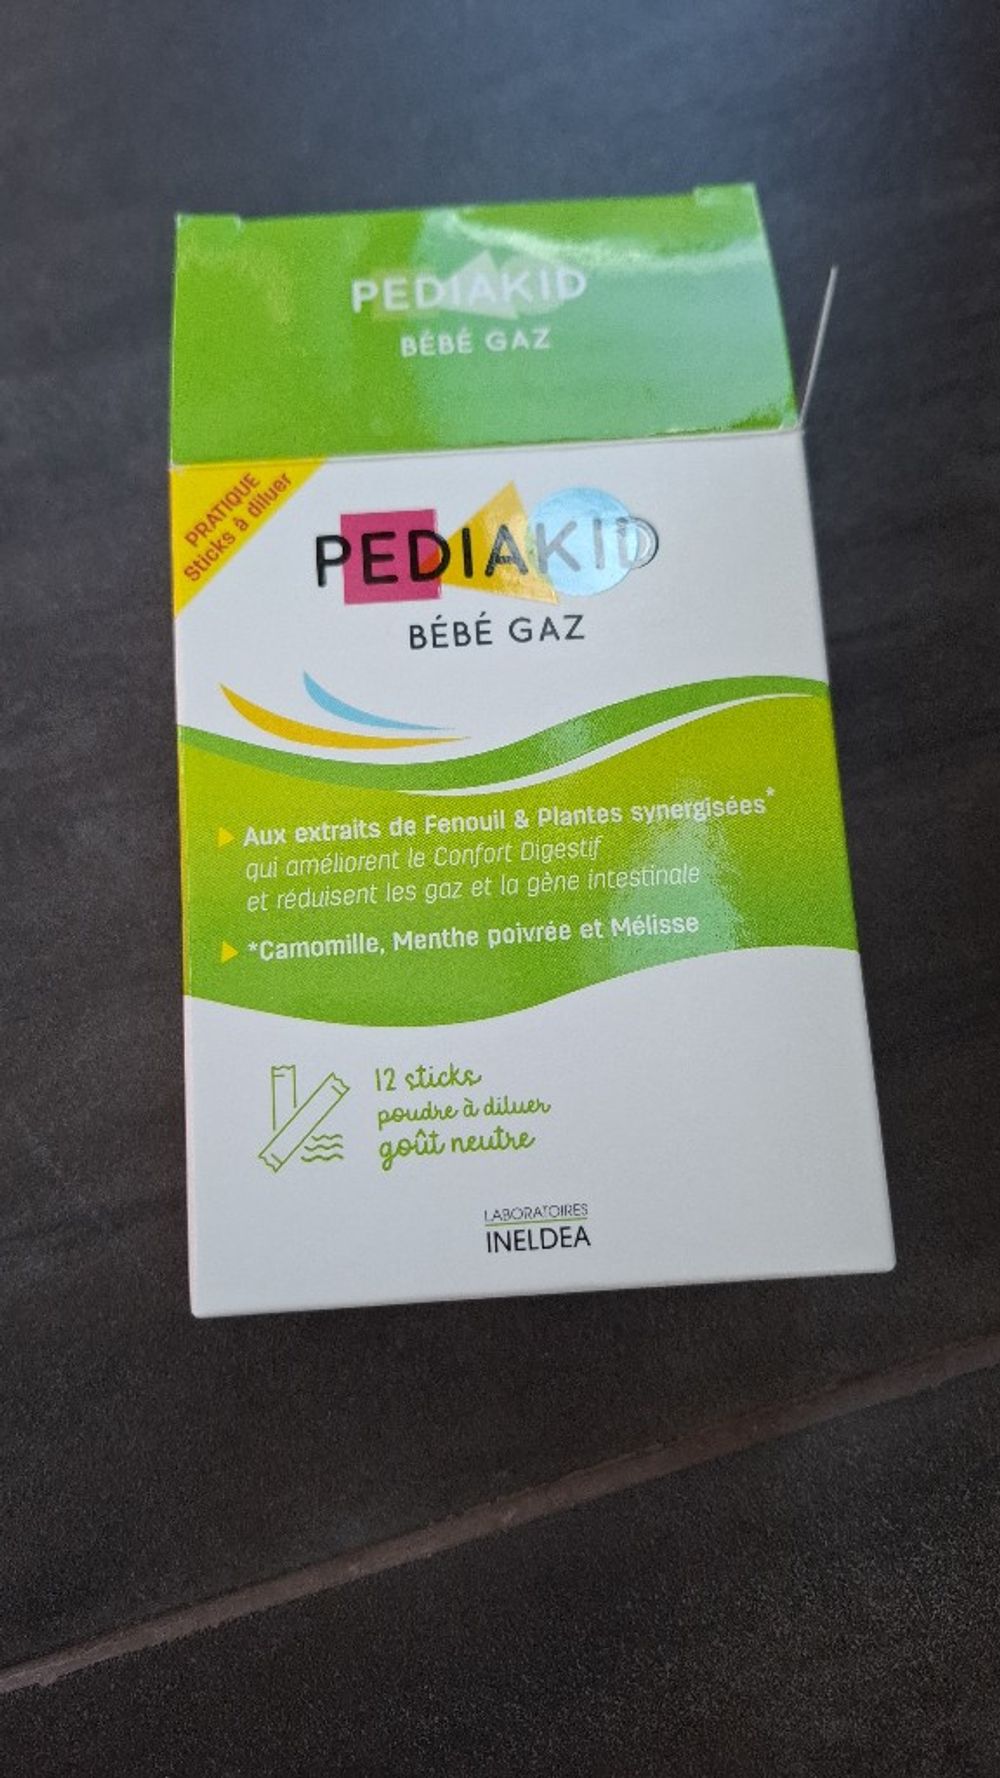 PEDIAKID
BÉBÉ GAZ
PRATIQUE
Sticks à diluer
PEDIAKID
BÉBÉ GAZ
Aux extraits de Fenouil & Plantes synergisées*
qui améliorent le Confort Digestif
et réduisent les gaz et la gène intestinale
*Camomille, Menthe poivrée et Mélisse
12 sticks
poudre à diluer
goût neutre
LABORATOIRES
INELDEA